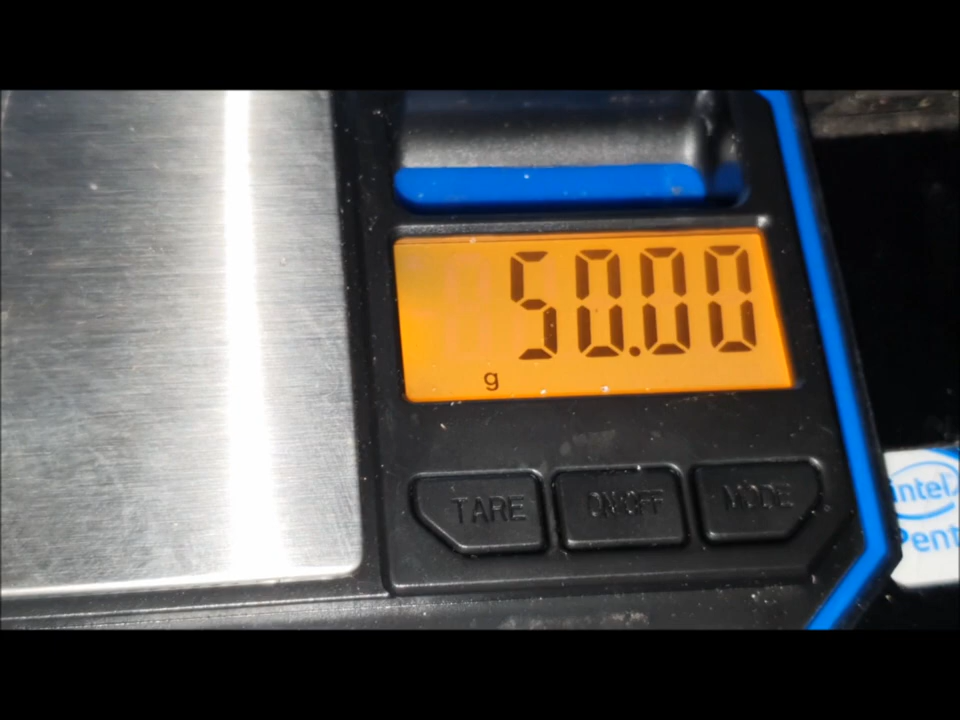 50.00
g
TARE
ON/OFF
MODE
intel
Pent